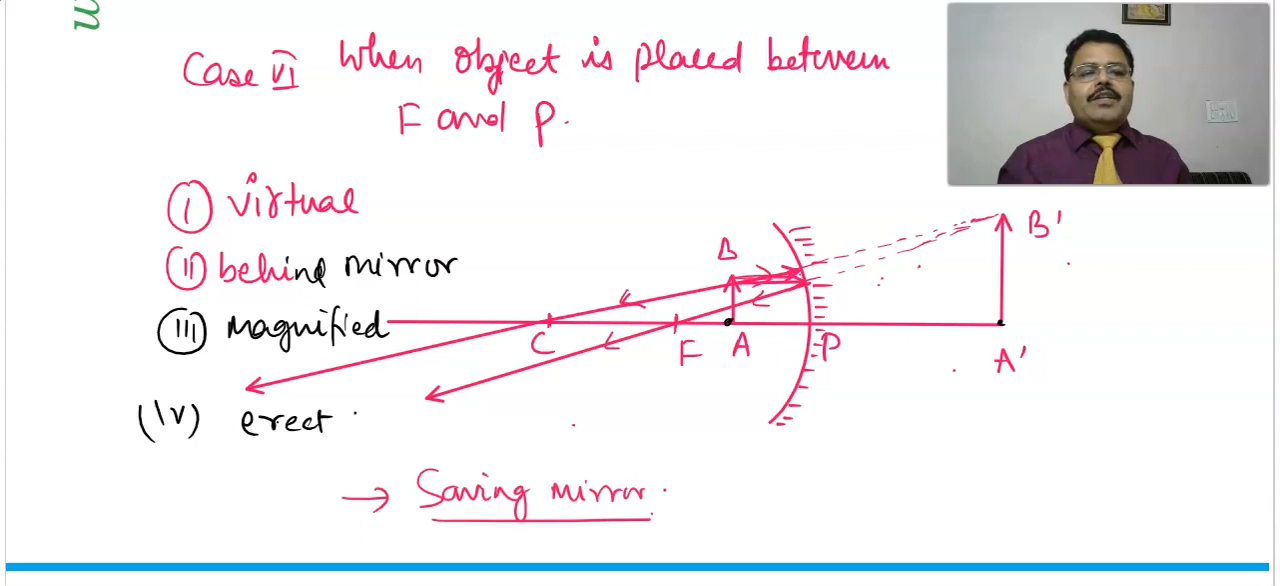 Case VI When object is placed between
F and P.
(I) virtual
(II) behind mirror
(III) magnified
(IV) erect
→ Saving mirror.
B
B'
C
F
A
P
A'